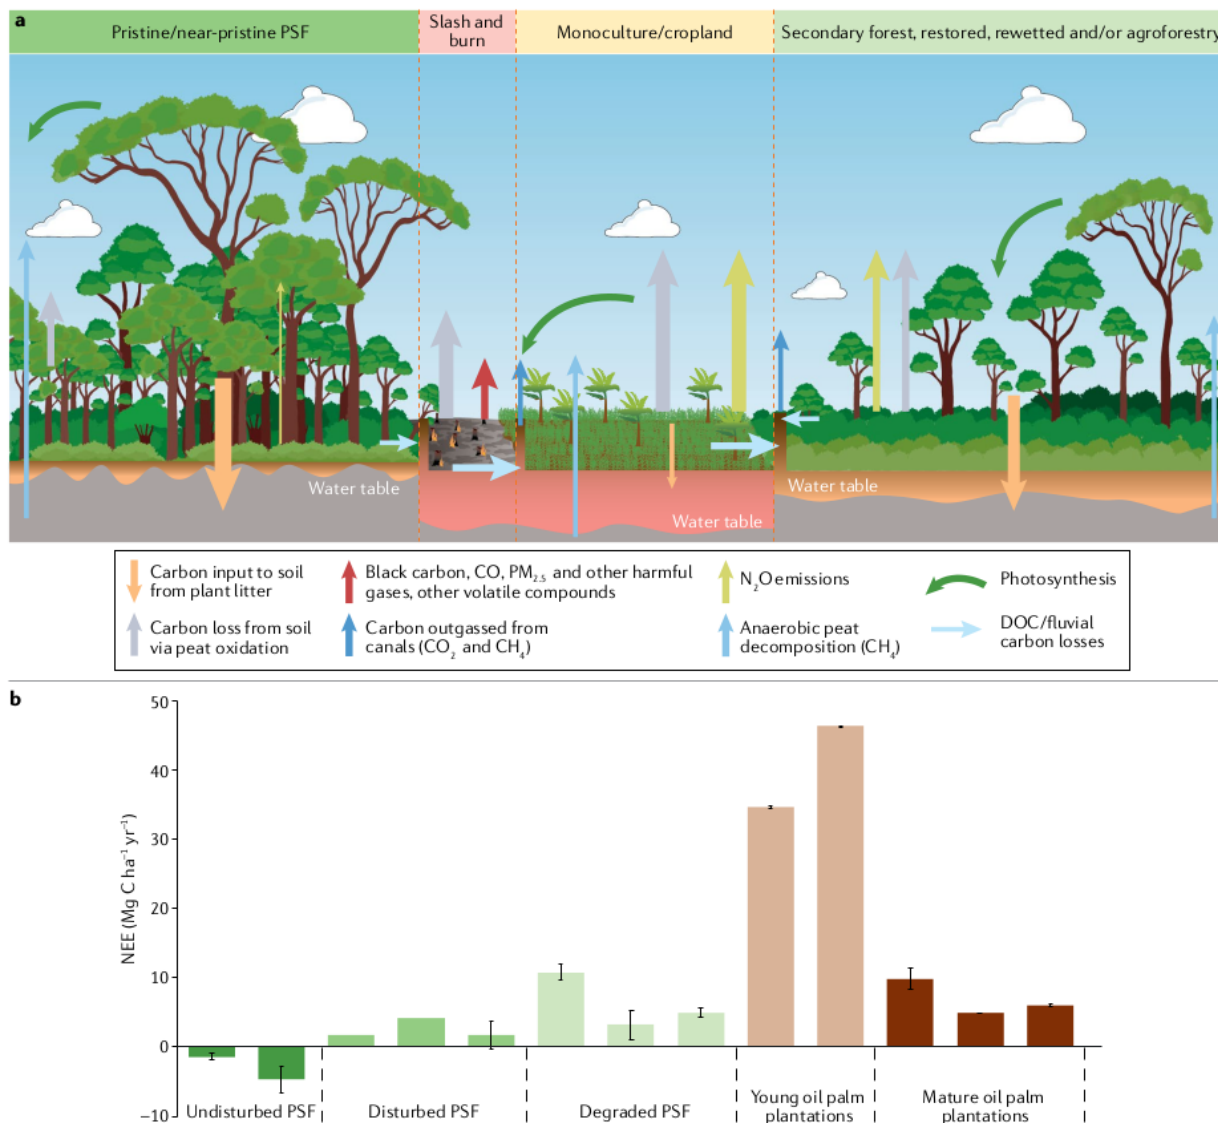 a
Pristine/near-pristine PSF
Slash and
burn
Monoculture/cropland
Secondary forest, restored, rewetted and/or agroforestry
Water table
Water table
Water table
Carbon input to soil
from plant litter
Black carbon, CO, PM2.5 and other harmful
gases, other volatile compounds
N2O emissions
Photosynthesis
Carbon loss from soil
via peat oxidation
Carbon outgassed from
canals (CO2 and CH4)
Anaerobic peat
decomposition (CH4)
DOC/fluvial
carbon losses
b
NEE (Mg C ha⁻¹ yr⁻¹)
50
40
30
20
10
0
−10
Undisturbed PSF
Disturbed PSF
Degraded PSF
Young oil palm
plantations
Mature oil palm
plantations